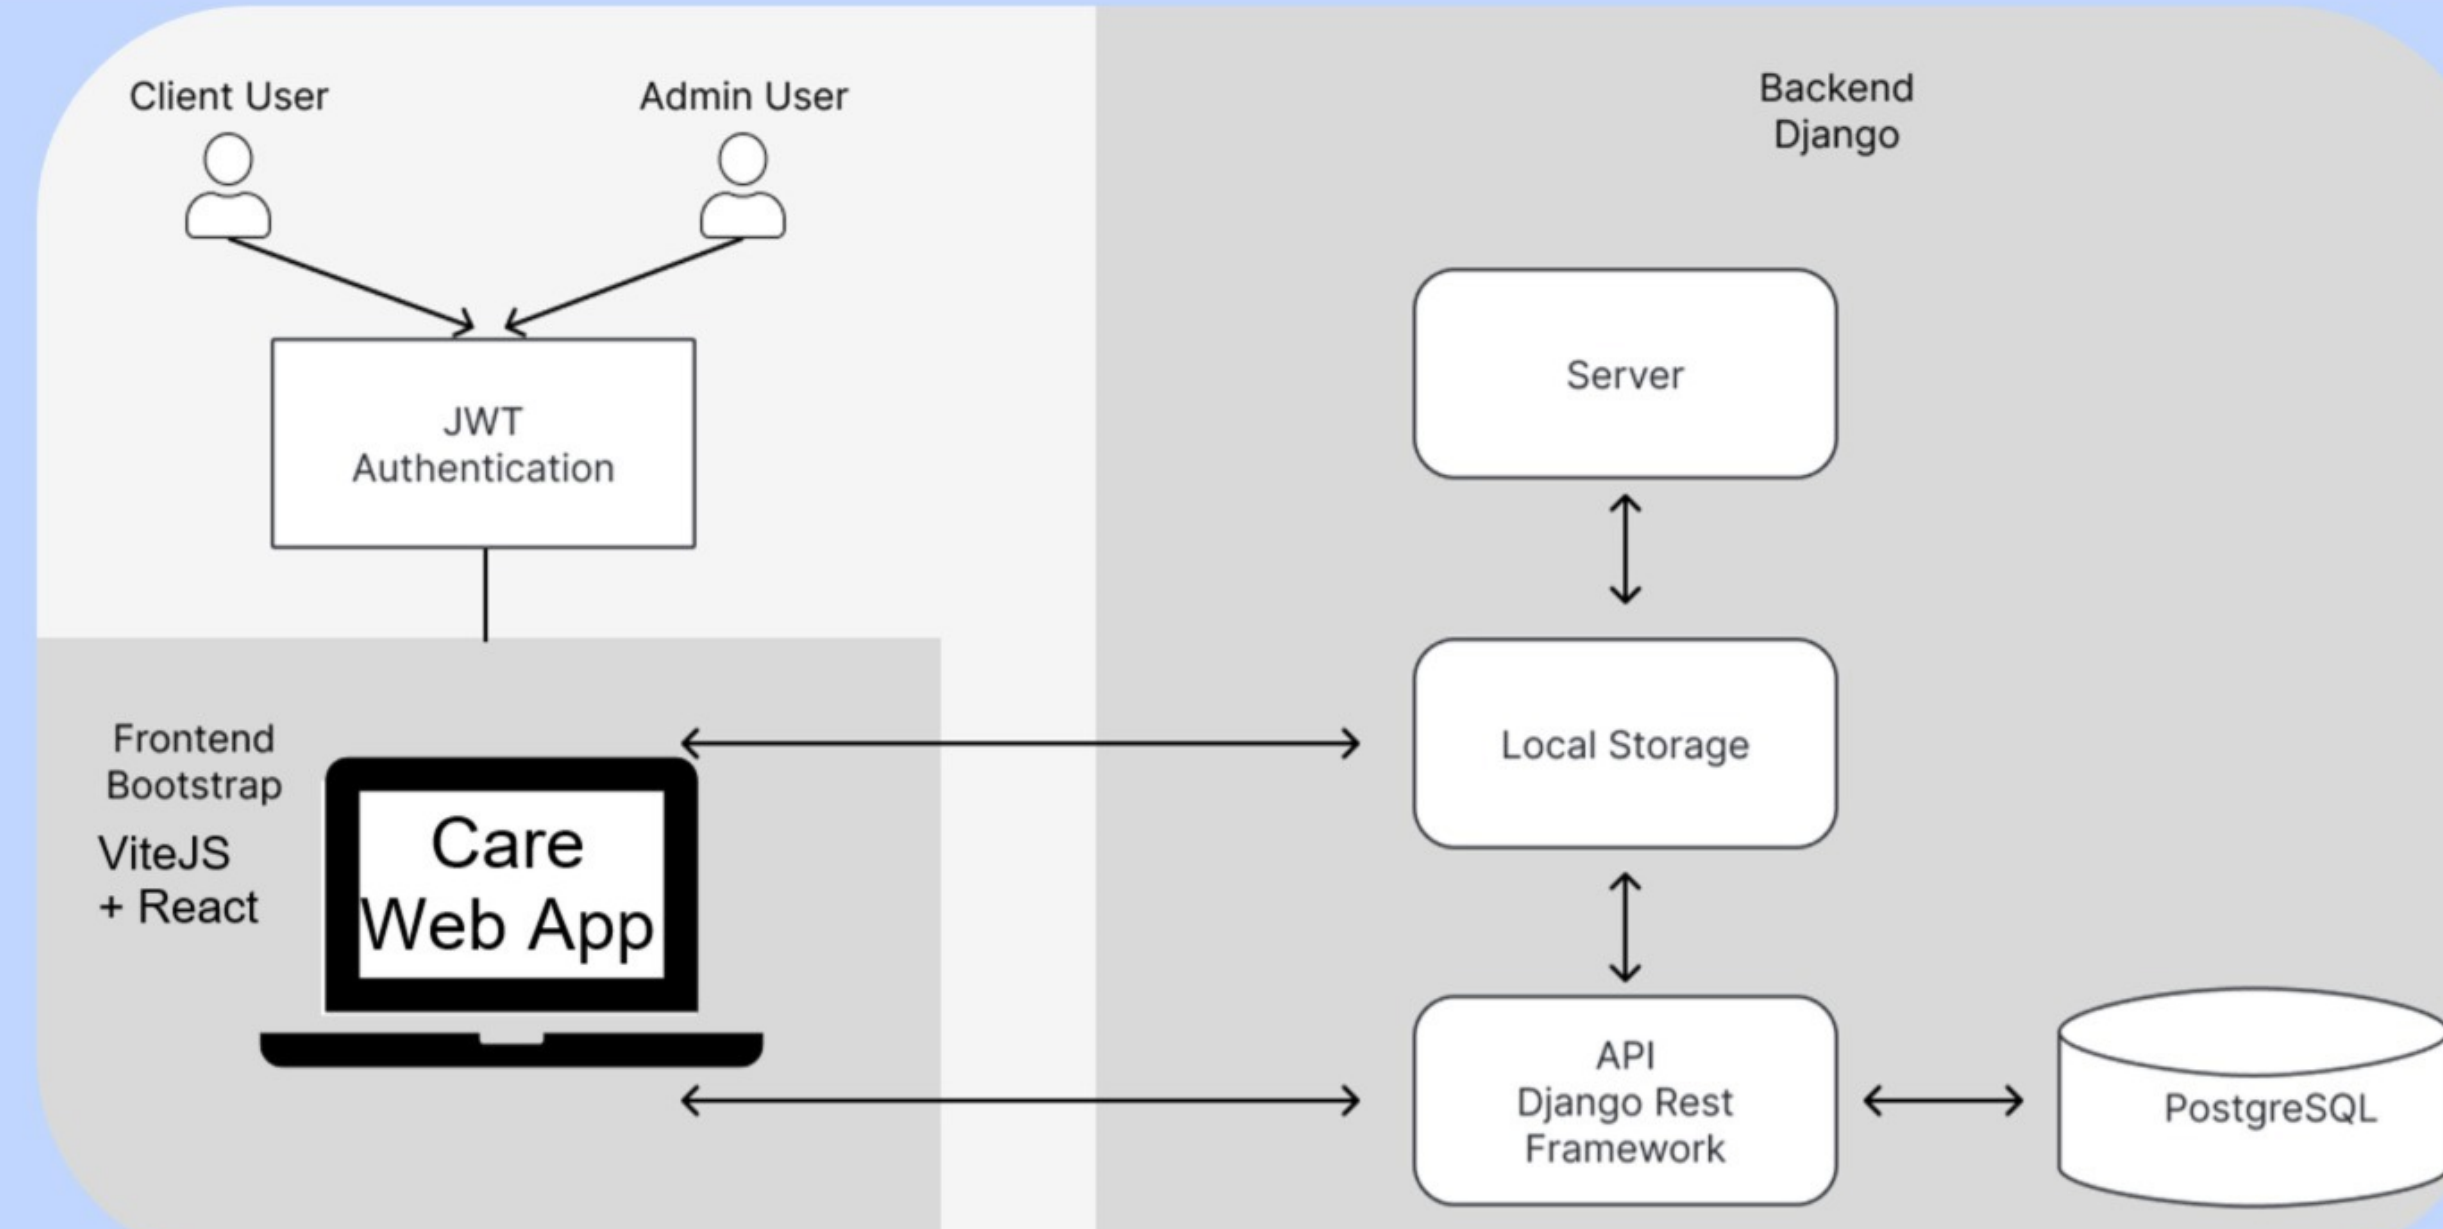 Client User
Admin User
JWT
Authentication
Frontend
Bootstrap
ViteJS
+ React
Care
Web App
Backend
Django
Server
Local Storage
API
Django Rest
Framework
PostgreSQL